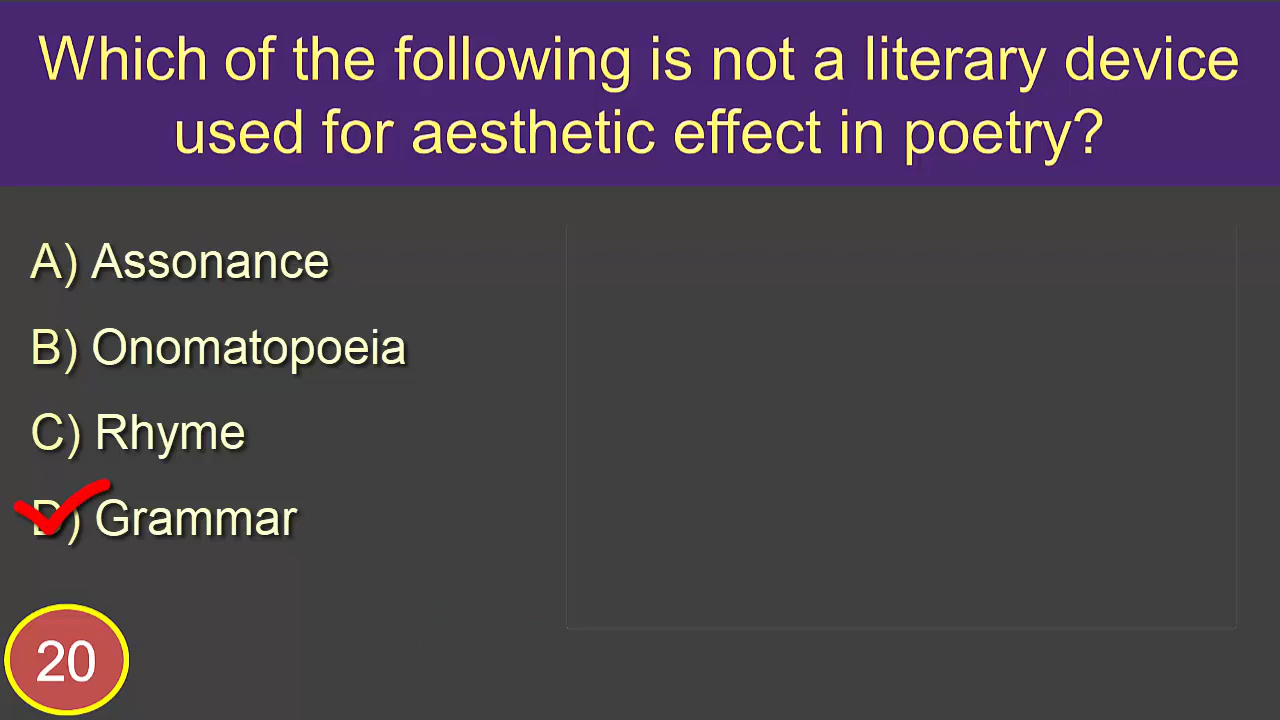 Which of the following is not a literary device
used for aesthetic effect in poetry?
A) Assonance
B) Onomatopoeia
C) Rhyme
D) Grammar
20